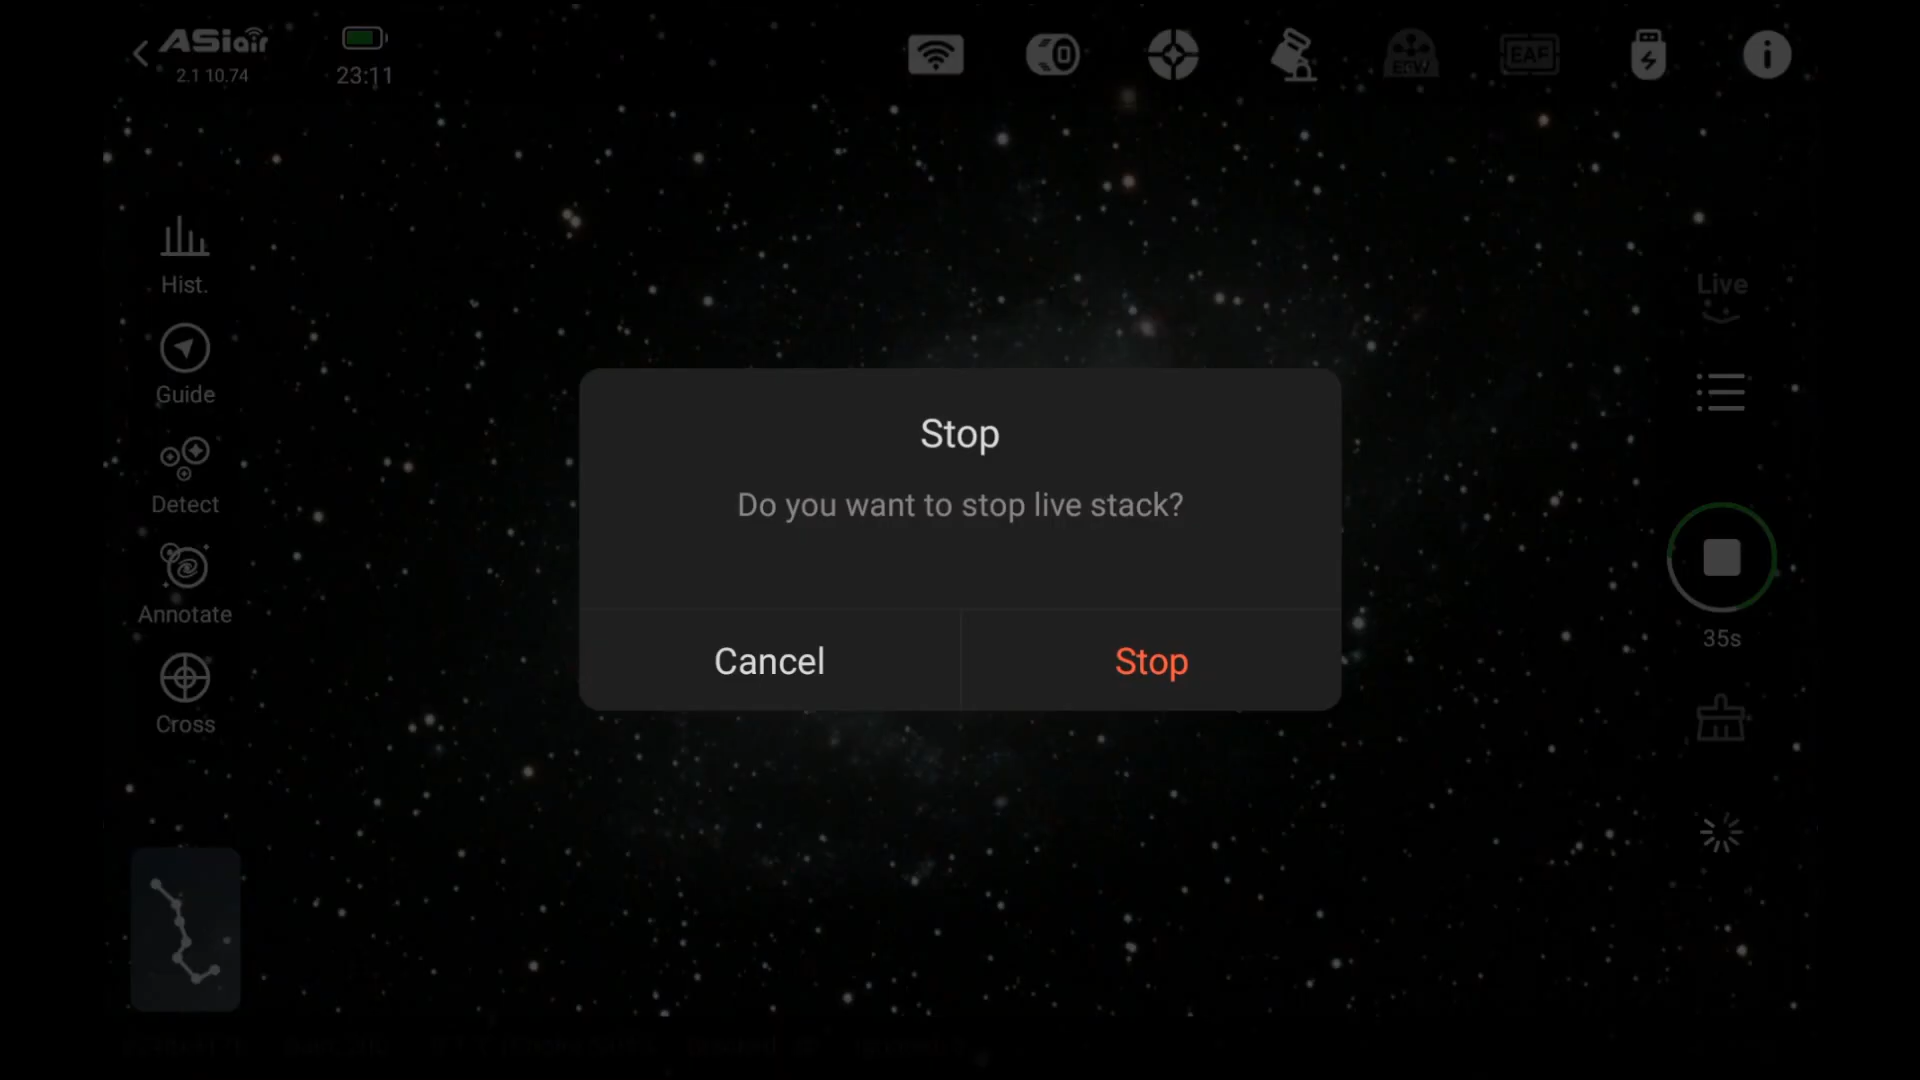 ASiair
2.1 10.74
23:11
EFW
EAF
Hist.
Guide
Detect
Annotate
Cross
Live
35s
Stop
Do you want to stop live stack?
Cancel
Stop